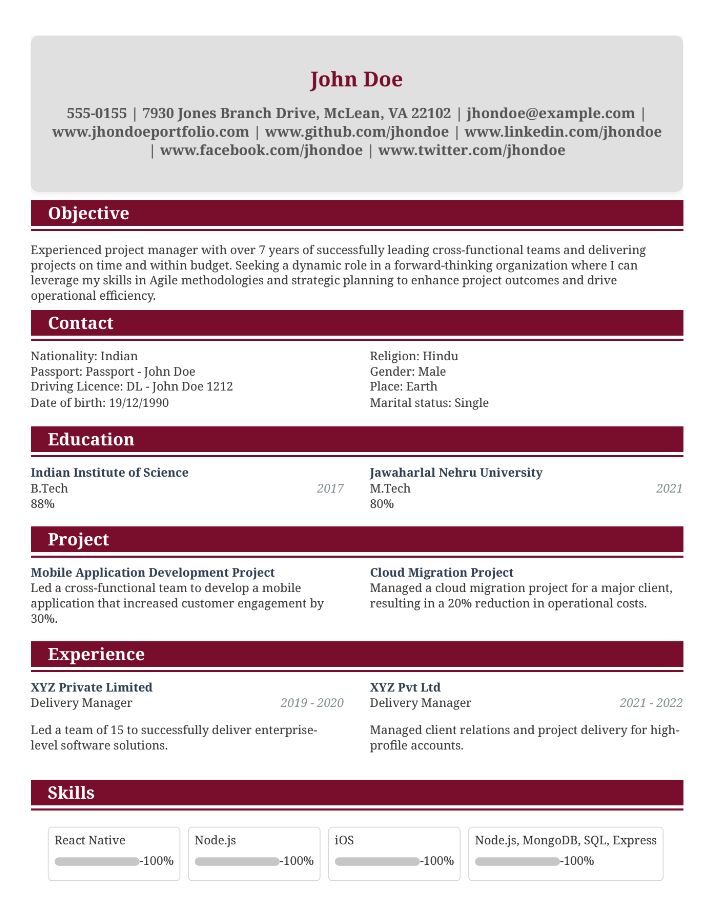 John Doe
555-0155 | 7930 Jones Branch Drive, McLean, VA 22102 | jhondoe@example.com |
www.jhondoeportfolio.com | www.github.com/jhondoe | www.linkedin.com/jhondoe
| www.facebook.com/jhondoe | www.twitter.com/jhondoe
Objective
Experienced project manager with over 7 years of successfully leading cross-functional teams and delivering
projects on time and within budget. Seeking a dynamic role in a forward-thinking organization where I can
leverage my skills in Agile methodologies and strategic planning to enhance project outcomes and drive
operational efficiency.
Contact
Nationality: Indian
Passport: Passport - John Doe
Driving Licence: DL - John Doe 1212
Date of birth: 19/12/1990
Religion: Hindu
Gender: Male
Place: Earth
Marital status: Single
Education
Indian Institute of Science
B.Tech 2017
88%
Jawaharlal Nehru University
M.Tech 2021
80%
Project
Mobile Application Development Project
Led a cross-functional team to develop a mobile
application that increased customer engagement by
30%.
Cloud Migration Project
Managed a cloud migration project for a major client,
resulting in a 20% reduction in operational costs.
Experience
XYZ Private Limited
Delivery Manager 2019 - 2020
Led a team of 15 to successfully deliver enterprise-
level software solutions.
XYZ Pvt Ltd
Delivery Manager 2021 - 2022
Managed client relations and project delivery for high-
profile accounts.
Skills
React Native
-100%
Node.js
-100%
iOS
-100%
Node.js, MongoDB, SQL, Express
-100%